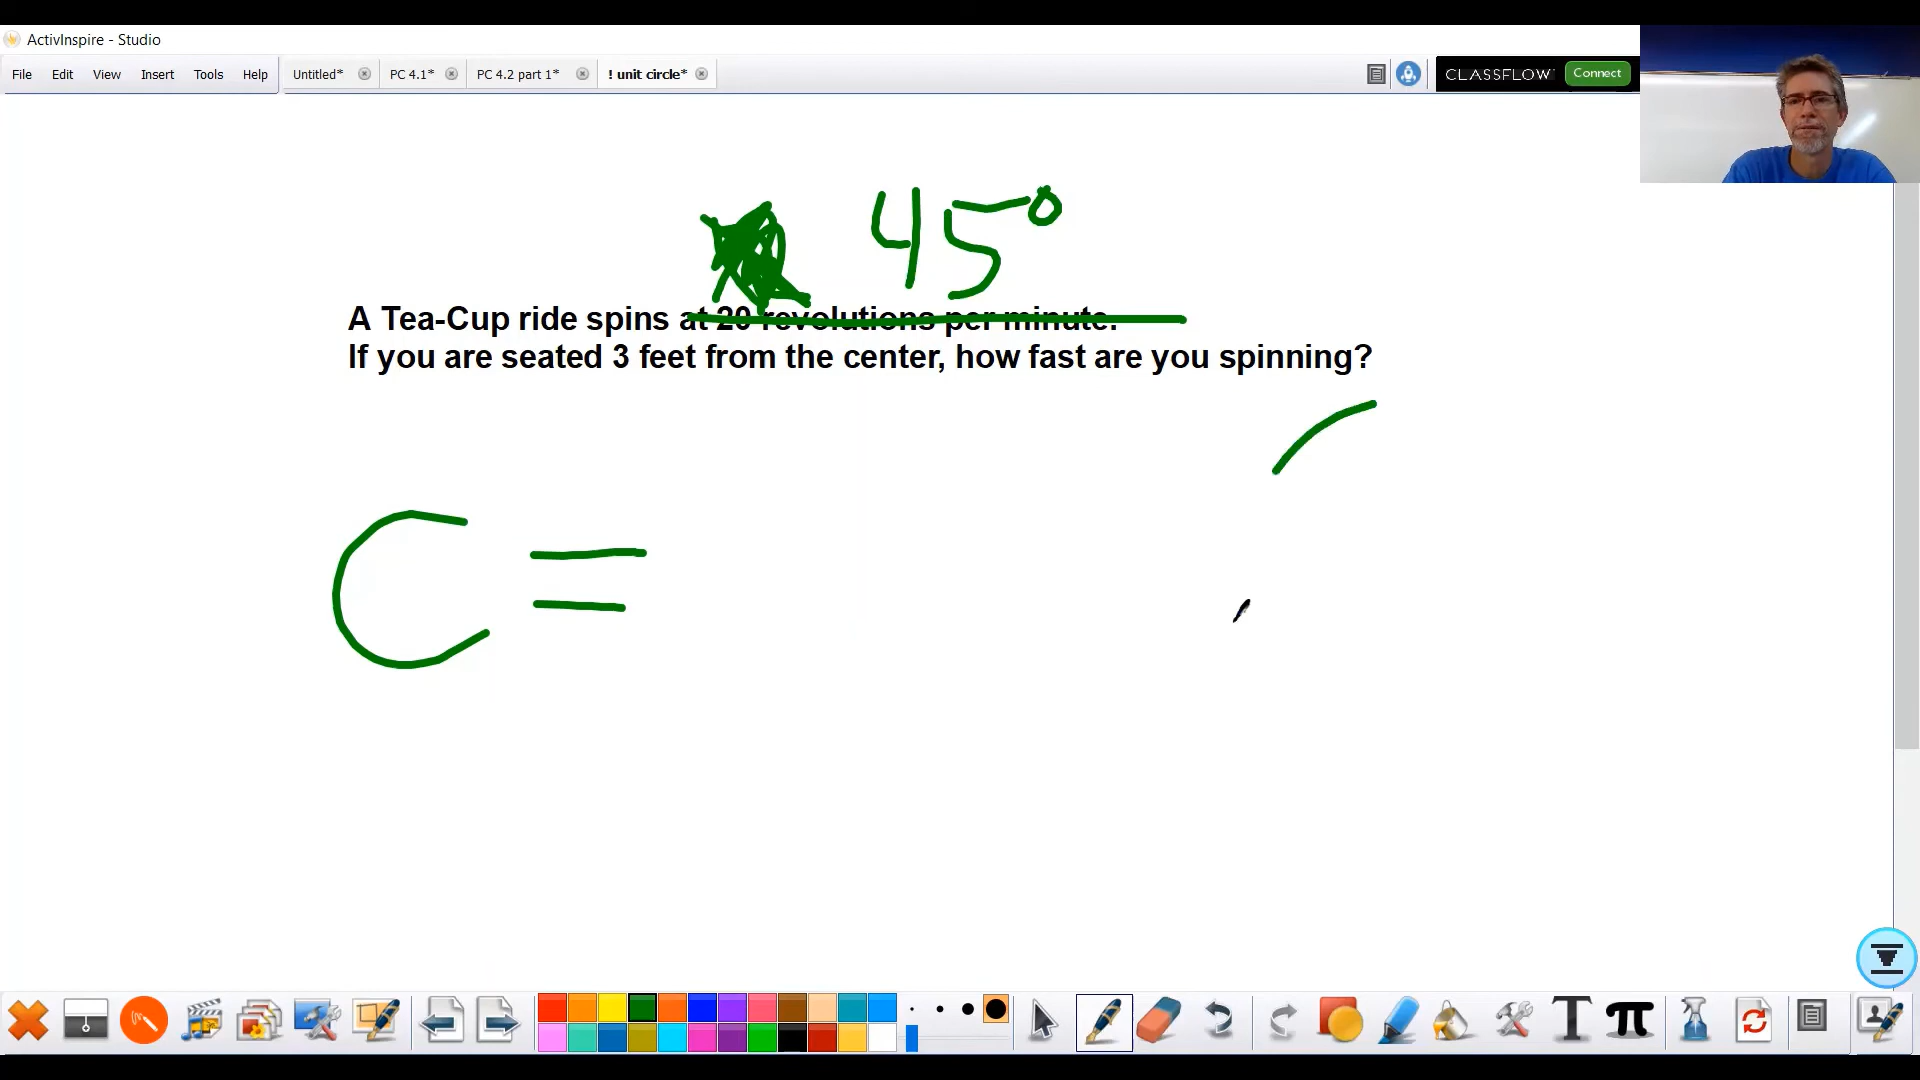 ActivInspire - Studio
File Edit View Insert Tools Help Untitled* PC 4.1* PC 4.2 part 1* ! unit circle* CLASSFLOW Connect
45°
A Tea-Cup ride spins at 20 revolutions per minute.
If you are seated 3 feet from the center, how fast are you spinning?
C =
T π